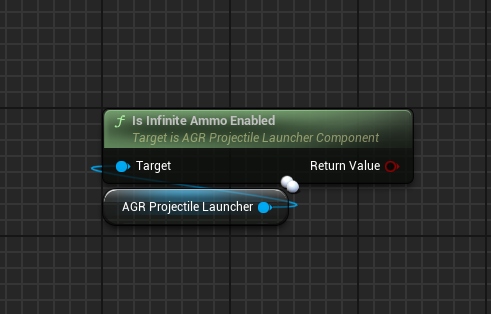 Is Infinite Ammo Enabled
Target is AGR Projectile Launcher Component
Target
Return Value
AGR Projectile Launcher